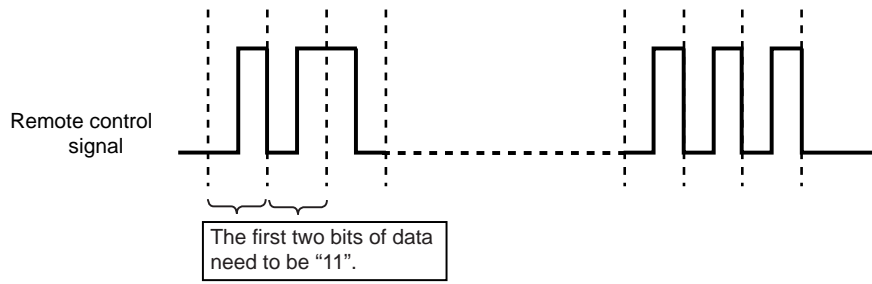 Remote control
signal
The first two bits of data
need to be “11”.